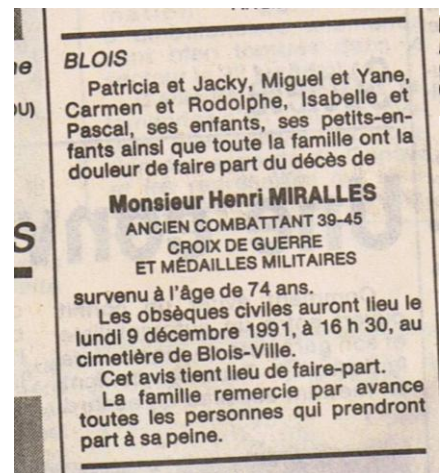 BLOIS
Patricia et Jacky, Miguel et Yane,
Carmen et Rodolphe, Isabelle et
Pascal, ses enfants, ses petits-en-
fants ainsi que toute la famille ont la
douleur de faire part du décès de
Monsieur Henri MIRALLES
ANCIEN COMBATTANT 39-45
CROIX DE GUERRE
ET MÉDAILLES MILITAIRES
survenu à l'âge de 74 ans.
Les obsèques civiles auront lieu le
lundi 9 décembre 1991, à 16 h 30, au
cimetière de Blois-Ville.
Cet avis tient lieu de faire-part.
La famille remercie par avance
toutes les personnes qui prendront
part à sa peine.